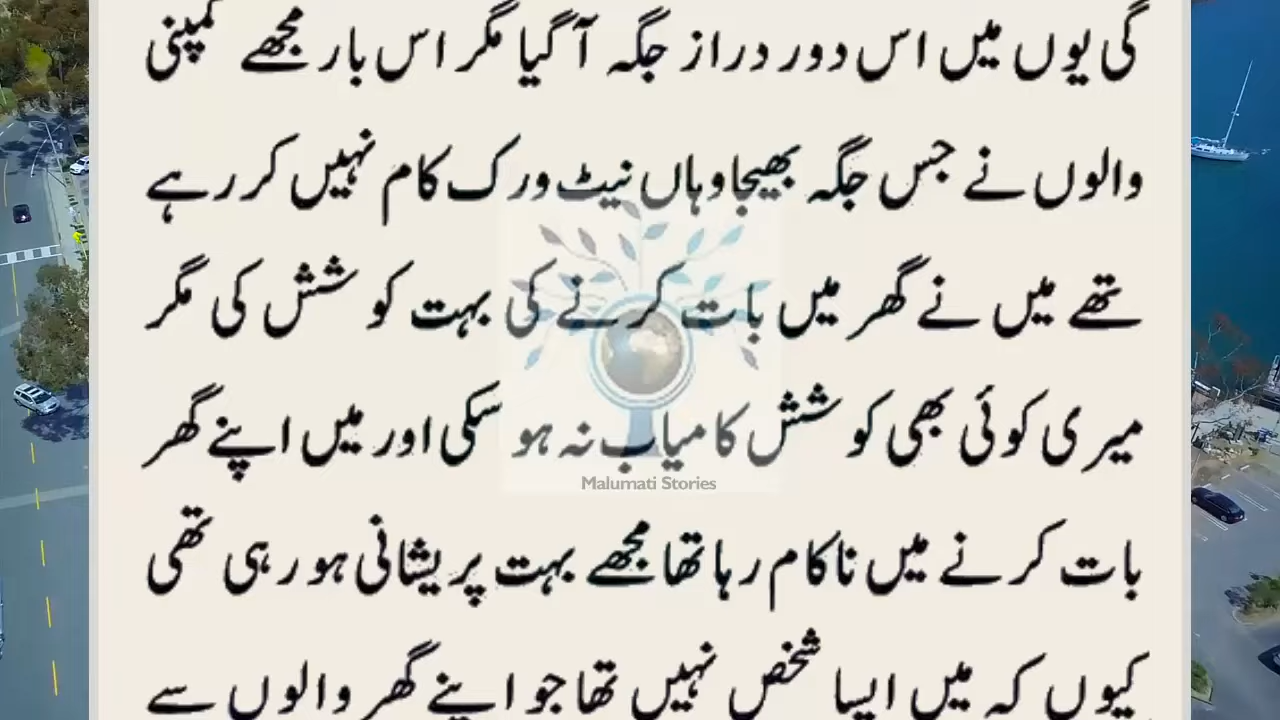 گی یوں میں اس دور دراز جگہ آ گیا مگر اس بار مجھے کمپنی
والوں نے جس جگہ بھیجا وہاں نیٹ ورک کام نہیں کر رہے
تھے میں نے گھر میں بات کرنے کی بہت کوشش کی مگر
میری کوئی بھی کوشش کامیاب نہ ہو سکی اور میں اپنے گھر
Malumati Stories
بات کرنے میں ناکام رہا تھا مجھے بہت پریشانی ہو رہی تھی
کیوں کہ میں ایسا شخص نہیں تھا جو اپنے گھر والوں سے